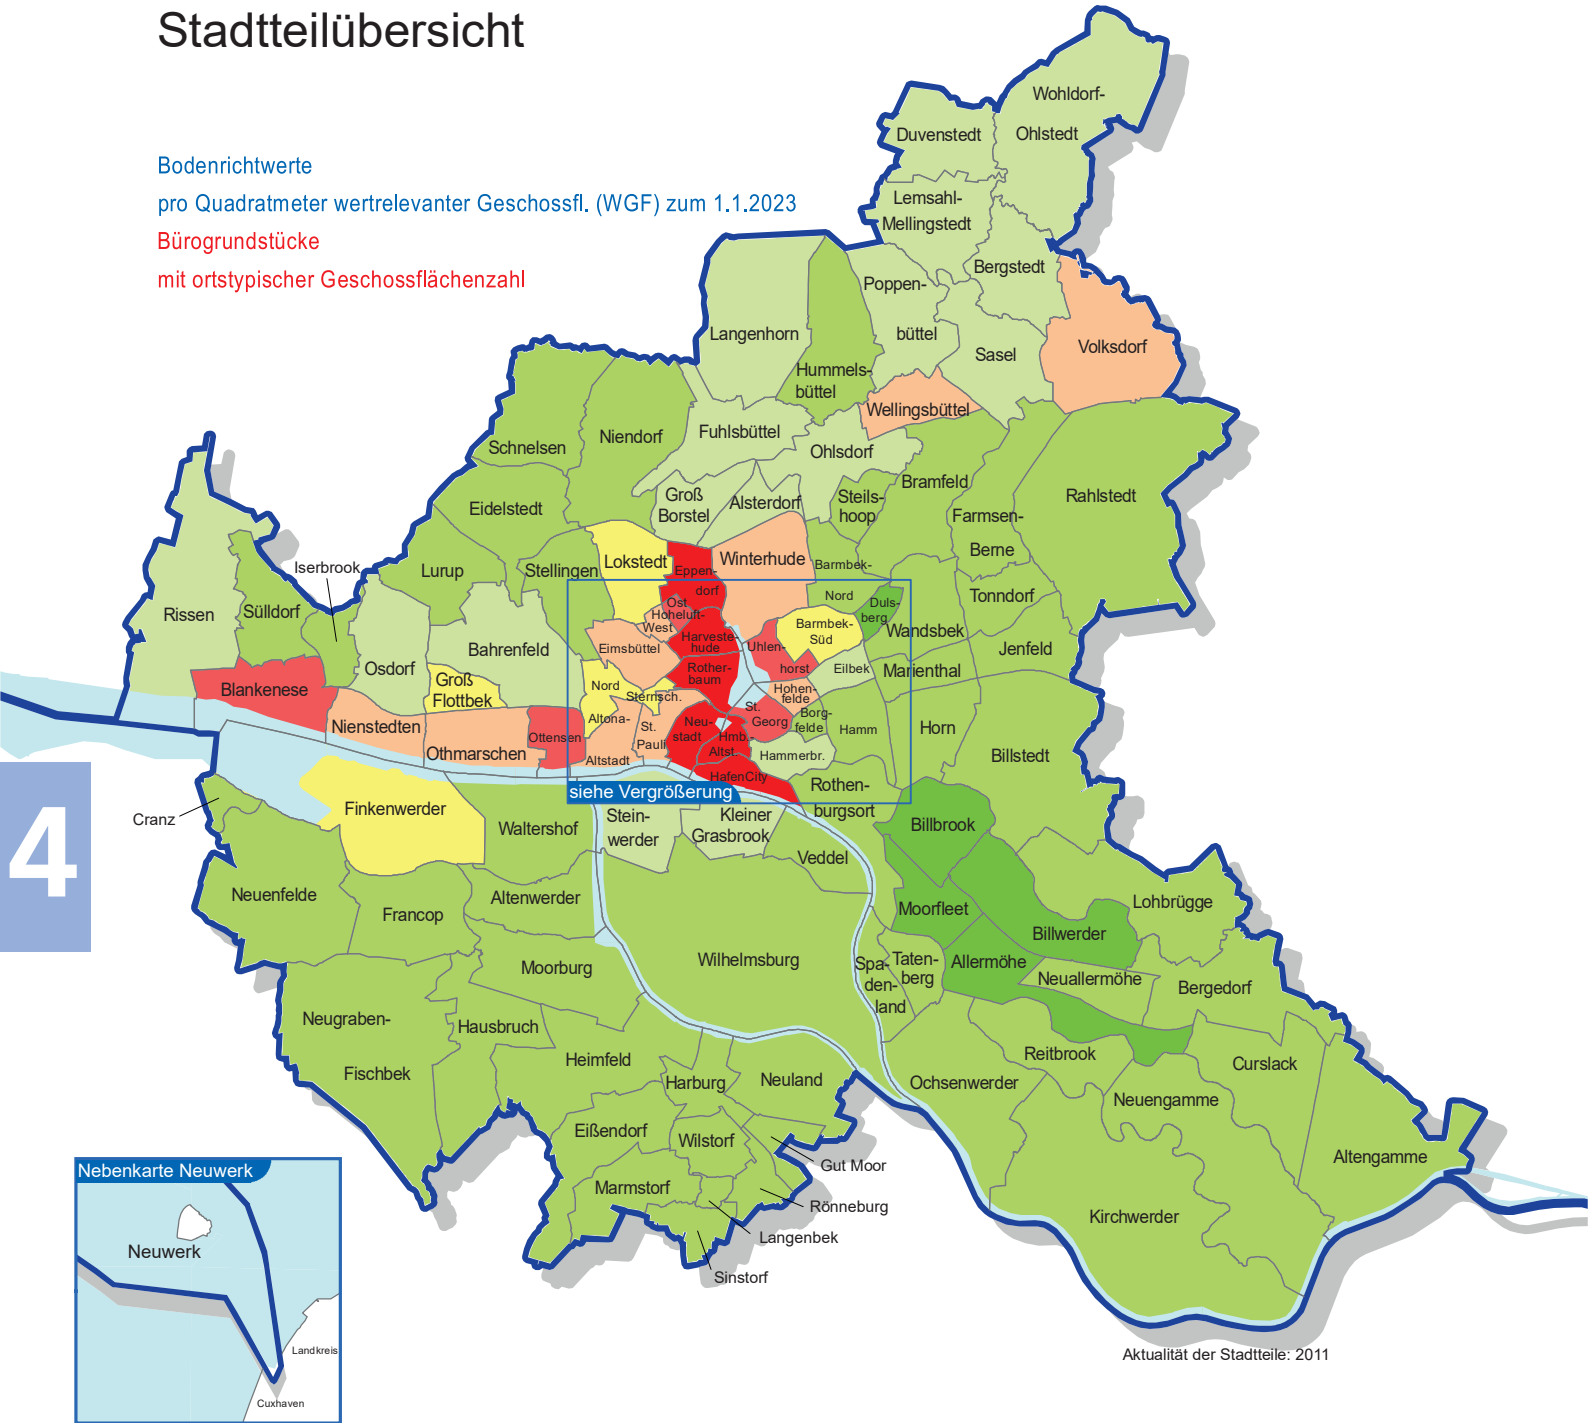 Stadtteilübersicht
Bodenrichtwerte
pro Quadratmeter wertrelevanter Geschossfl. (WGF) zum 1.1.2023
Bürogrundstücke
mit ortstypischer Geschossflächenzahl
4
Wohldorf-
Ohlstedt
Duvenstedt
Lemsahl-
Mellingstedt
Bergstedt
Poppen-
büttel
Langenhorn
Hummels-
büttel
Sasel
Volksdorf
Wellingsbüttel
Schnelsen
Niendorf
Fuhlsbüttel
Ohlsdorf
Bramfeld
Rahlstedt
Eidelstedt
Groß
Borstel
Alsterdorf
Steils-
hoop
Farmsen-
Berne
Lokstedt
Eppen-
dorf
Winterhude
Barmbek-
Nord
Iserbrook
Lurup
Stellingen
Tonndorf
Rissen
Sülldorf
Ost
Hoheluft-
West
Duls-
berg
Wandsbek
Barmbek-
Süd
Osdorf
Bahrenfeld
Eimsbüttel
Harveste-
hude
Uhlen-
horst
Jenfeld
Eilbek
Marienthal
Blankenese
Groß
Flottbek
Nord
Sternsch.
Rother-
baum
Hohen-
felde
Nienstedten
Othmarschen
Ottensen
Altona-
Altstadt
St.
Pauli
Neu-
stadt
St.
Georg
Borg-
felde
Hamm
Horn
Billstedt
Hmb.-
Altst.
Hammerbr.
HafenCity
Rothen-
burgsort
siehe Vergrößerung
Cranz
Finkenwerder
Waltershof
Stein-
werder
Kleiner
Grasbrook
Billbrook
Veddel
Neuenfelde
Francop
Altenwerder
Moorfleet
Lohbrügge
Billwerder
Moorburg
Wilhelmsburg
Spa-
den-
land
Taten-
berg
Allermöhe
Neuallermöhe
Bergedorf
Neugraben-
Fischbek
Hausbruch
Heimfeld
Harburg
Neuland
Reitbrook
Curslack
Ochsenwerder
Neuengamme
Eißendorf
Wilstorf
Gut Moor
Altengamme
Marmstorf
Rönneburg
Langenbek
Sinstorf
Kirchwerder
Nebenkarte Neuwerk
Neuwerk
Landkreis
Cuxhaven
Aktualität der Stadtteile: 2011